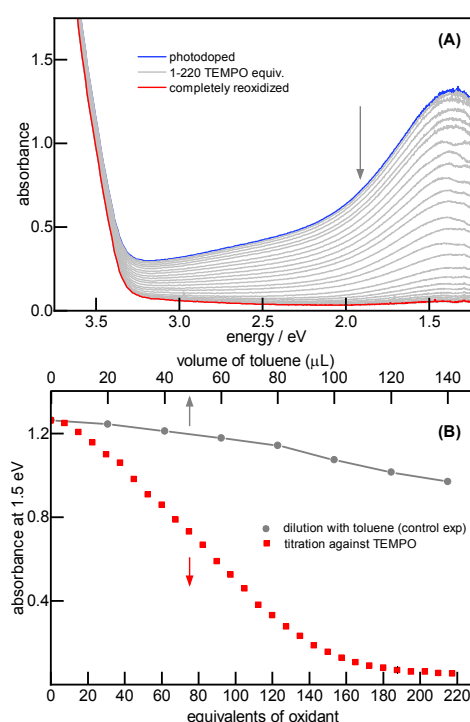 (A)
photodoped
1-220 TEMPO equiv.
completely reoxidized
absorbance
1.5
1.0
0.5
0.0
3.5 3.0 2.5 2.0 1.5
energy / eV
volume of toluene (μL)
0 20 40 60 80 100 120 140
(B)
absorbance at 1.5 eV
1.2
0.8
0.4
dilution with toluene (control exp)
titration against TEMPO
0 20 40 60 80 100 120 140 160 180 200 220
equivalents of oxidant